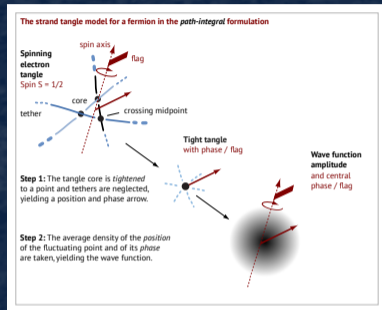 The strand tangle model for a fermion in the path-integral formulation
spin axis
Spinning
electron
tangle
Spin S = 1/2
flag
core
tether
crossing midpoint
Tight tangle
with phase / flag
Wave function
amplitude
and central
phase / flag
Step 1: The tangle core is tightened
to a point and tethers are neglected,
yielding a position and phase arrow.
Step 2: The average density of the position
of the fluctuating point and of its phase
are taken, yielding the wave function.